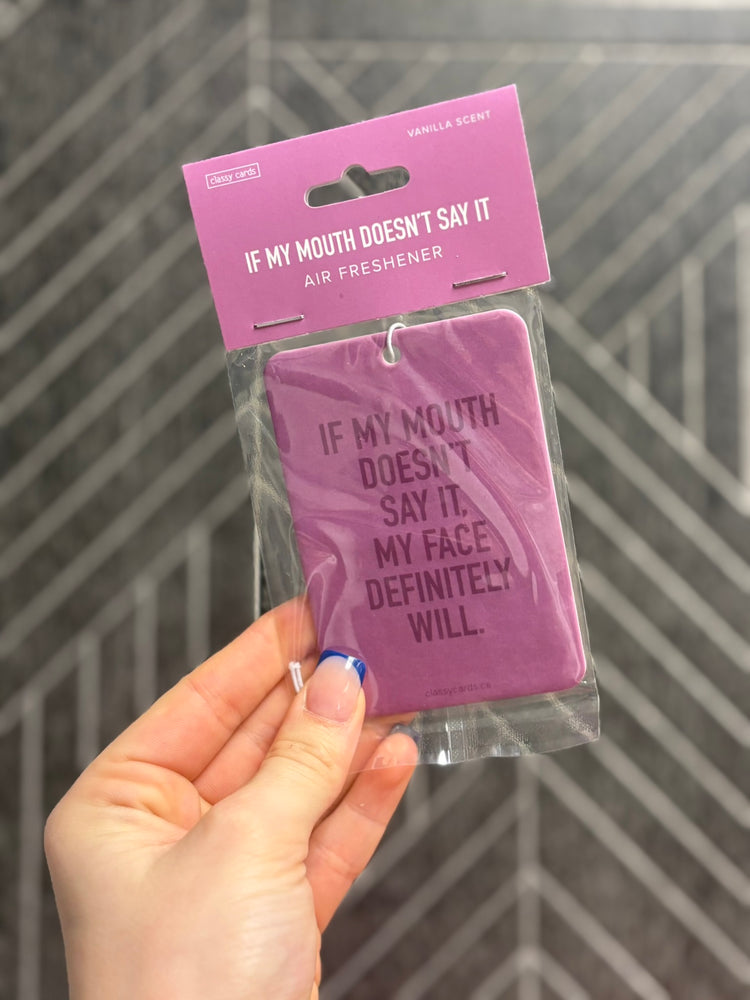 VANILLA SCENT
classy cards
IF MY MOUTH DOESN'T SAY IT
AIR FRESHENER
IF MY MOUTH
DOESN'T
SAY IT,
MY FACE
DEFINITELY
WILL.
classycards.ca